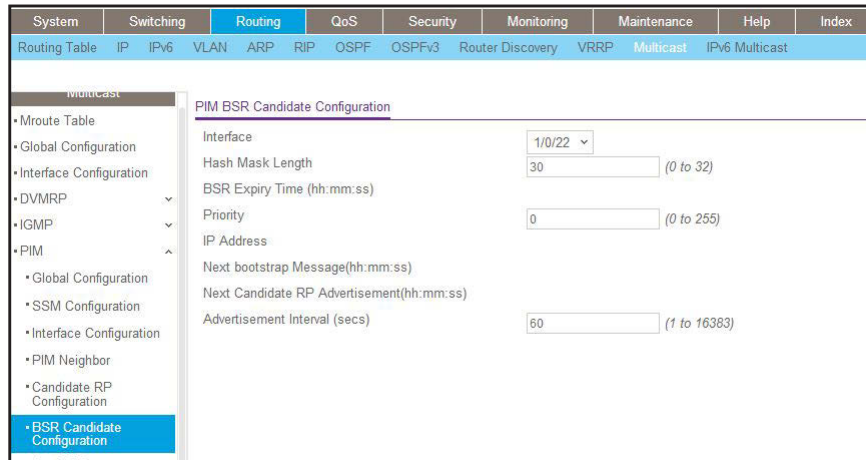 System Switching Routing QoS Security Monitoring Maintenance Help Index
Routing Table IP IPv6 VLAN ARP RIP OSPF OSPFv3 Router Discovery VRRP Multicast IPv6 Multicast
Multicast
Mroute Table
Global Configuration
Interface Configuration
DVMRP
IGMP
PIM
Global Configuration
SSM Configuration
Interface Configuration
PIM Neighbor
Candidate RP
Configuration
BSR Candidate
Configuration
PIM BSR Candidate Configuration
Interface 1/0/22
Hash Mask Length 30 (0 to 32)
BSR Expiry Time (hh:mm:ss)
Priority 0 (0 to 255)
IP Address
Next bootstrap Message(hh:mm:ss)
Next Candidate RP Advertisement(hh:mm:ss)
Advertisement Interval (secs) 60 (1 to 16383)